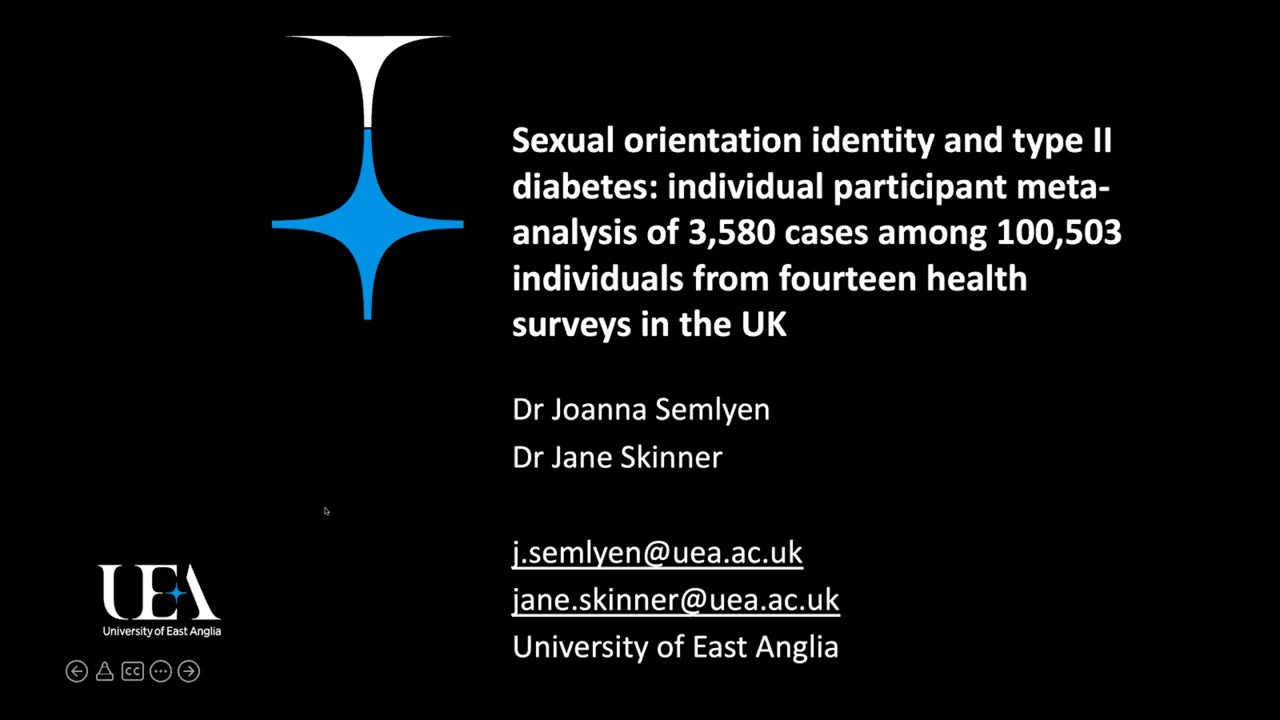 Sexual orientation identity and type II
diabetes: individual participant meta-
analysis of 3,580 cases among 100,503
individuals from fourteen health
surveys in the UK
Dr Joanna Semlyen
Dr Jane Skinner
j.semlyen@uea.ac.uk
jane.skinner@uea.ac.uk
University of East Anglia
UEA
University of East Anglia
CC